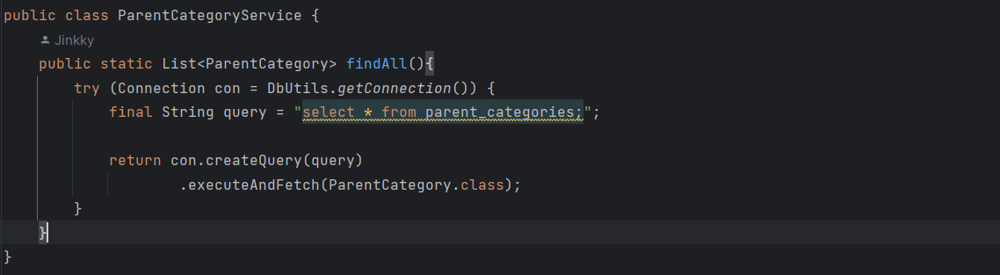 public class ParentCategoryService {
Jinkky
public static List<ParentCategory> findAll(){
try (Connection con = DbUtils.getConnection()) {
final String query = "select * from parent_categories;";
return con.createQuery(query)
.executeAndFetch(ParentCategory.class);
}
}
}